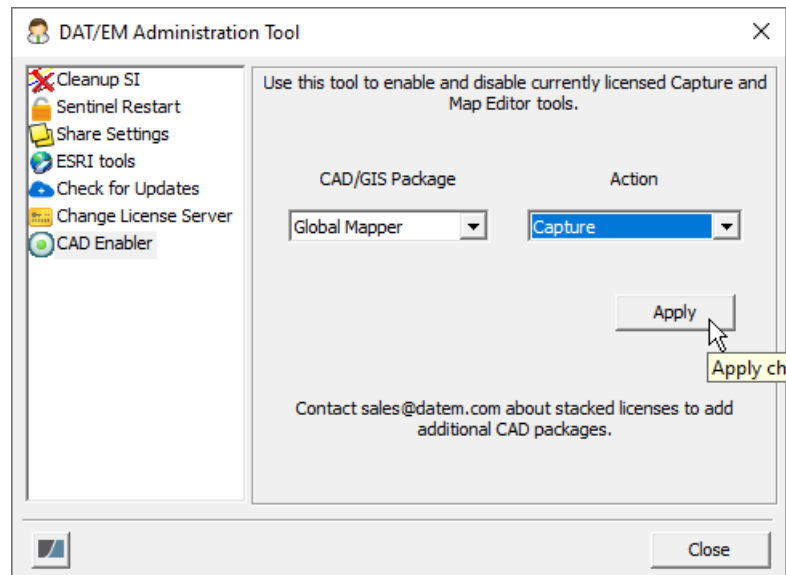 DAT/EM Administration Tool
Cleanup SI
Sentinel Restart
Share Settings
ESRI tools
Check for Updates
Change License Server
CAD Enabler
Use this tool to enable and disable currently licensed Capture and
Map Editor tools.
CAD/GIS Package
Action
Global Mapper
Capture
Apply
Apply ch
Contact sales@datem.com about stacked licenses to add
additional CAD packages.
Close